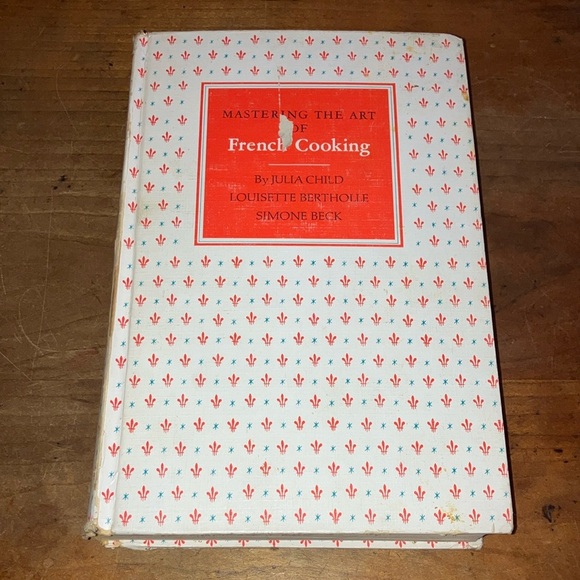 MASTERING THE ART
OF
French Cooking
By JULIA CHILD
LOUISETTE BERTHOLLE
SIMONE BECK